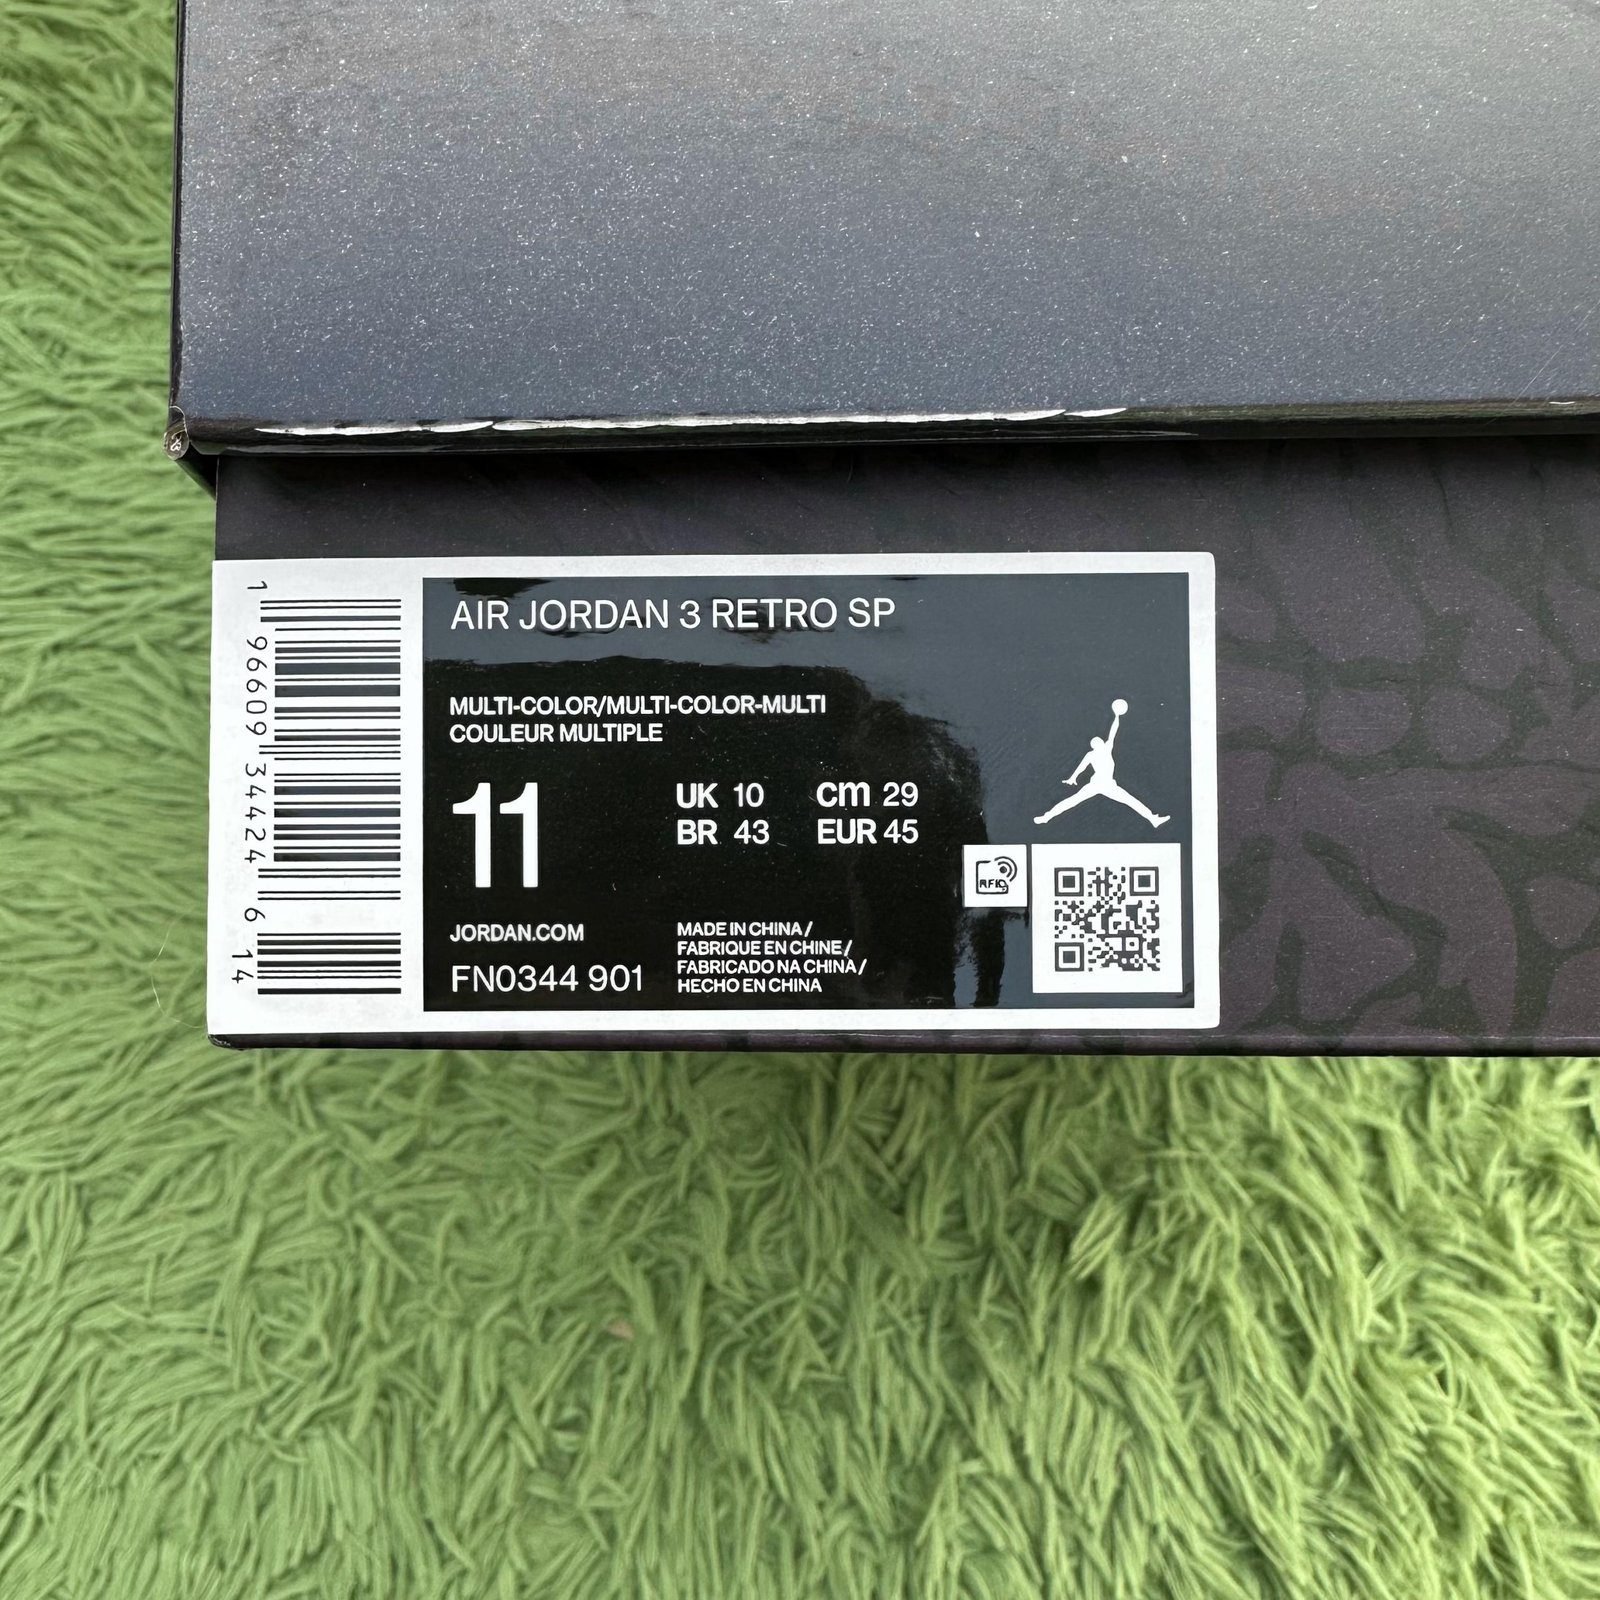 AIR JORDAN 3 RETRO SP
MULTI-COLOR/MULTI-COLOR-MULTI
COULEUR MULTIPLE
11
UK 10 cm 29
BR 43 EUR 45
JORDAN.COM
FN0344 901
MADE IN CHINA /
FABRIQUE EN CHINE /
FABRICADO NA CHINA /
HECHO EN CHINA
RFID
1 96609 34424 6 14